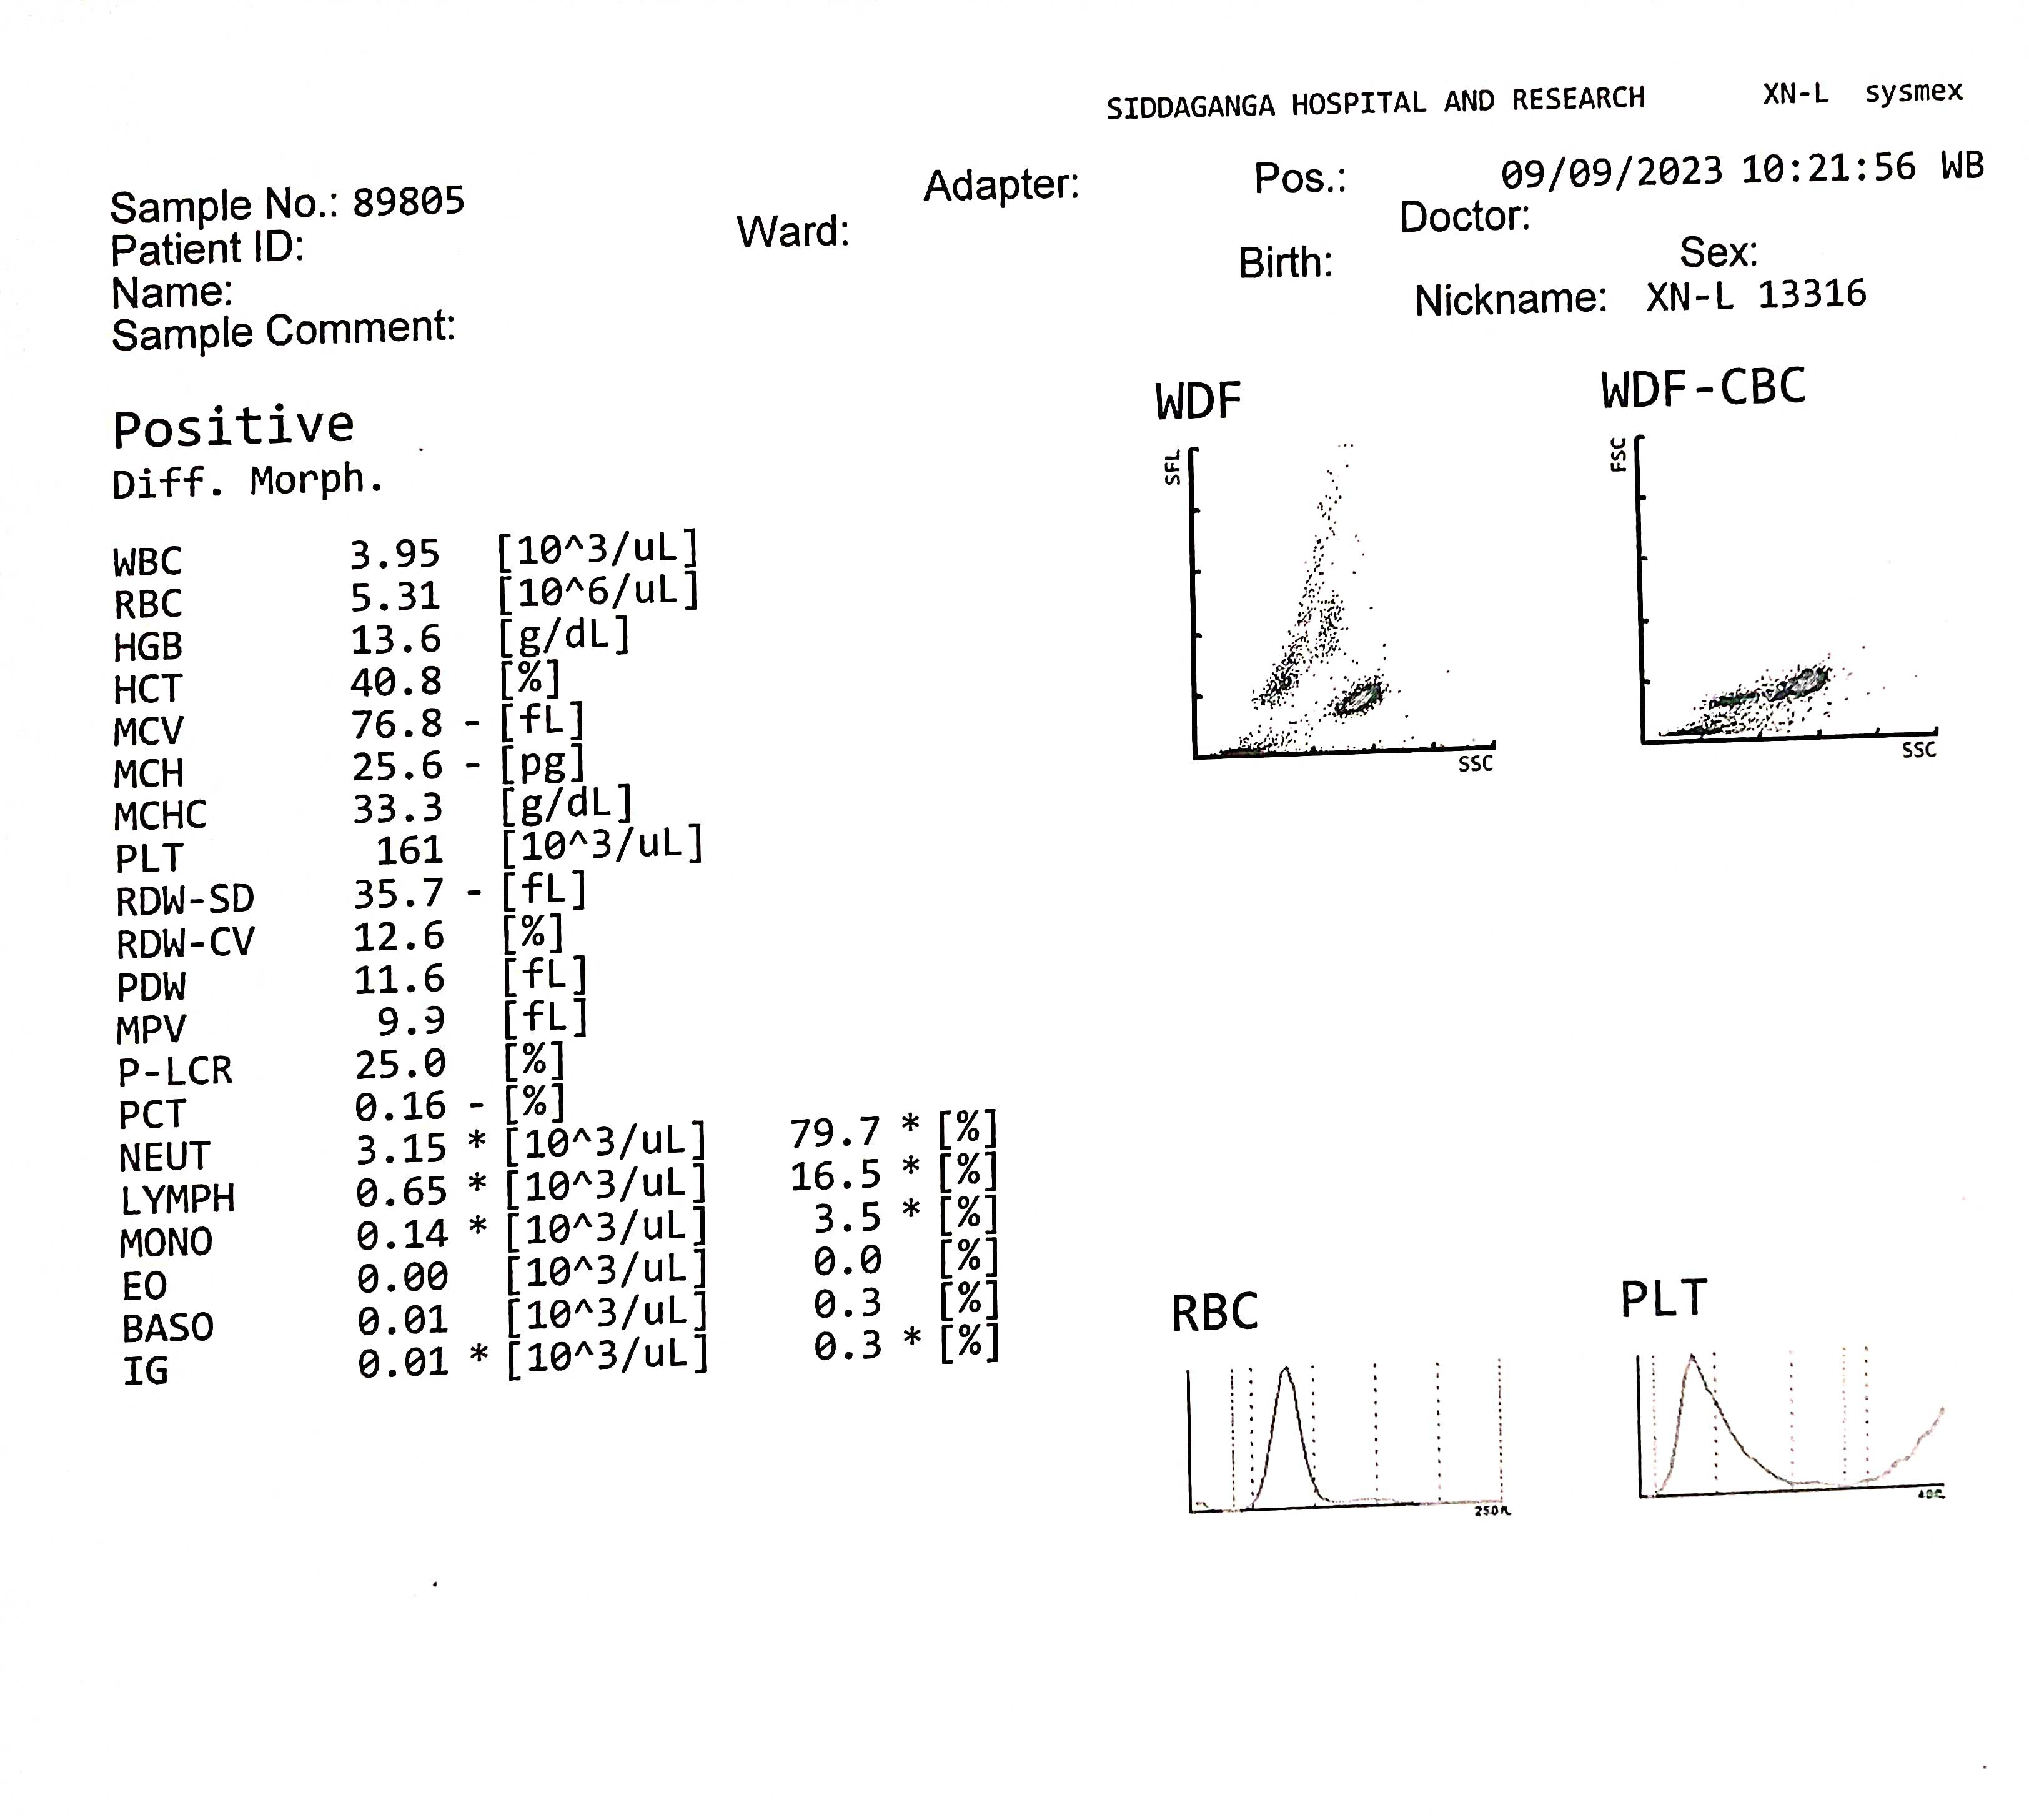 SIDDAGANGA HOSPITAL AND RESEARCH XN-L sysmex
Sample No.: 89805 Adapter: Pos.: 09/09/2023 10:21:56 WB
Patient ID: Ward: Doctor:
Name: Birth: Sex:
Sample Comment: Nickname: XN-L 13316
Positive
Diff. Morph.
WBC 3.95 [10^3/uL]
RBC 5.31 [10^6/uL]
HGB 13.6 [g/dL]
HCT 40.8 [%]
MCV 76.8 - [fL]
MCH 25.6 - [pg]
MCHC 33.3 [g/dL]
PLT 161 [10^3/uL]
RDW-SD 35.7 - [fL]
RDW-CV 12.6 [%]
PDW 11.6 [fL]
MPV 9.9 [fL]
P-LCR 25.0 [%]
PCT 0.16 - [%]
NEUT 3.15 * [10^3/uL] 79.7 * [%]
LYMPH 0.65 * [10^3/uL] 16.5 * [%]
MONO 0.14 * [10^3/uL] 3.5 * [%]
EO 0.00 [10^3/uL] 0.0 [%]
BASO 0.01 [10^3/uL] 0.3 [%]
IG 0.01 * [10^3/uL] 0.3 * [%]
WDF
SFL
SSC
WDF-CBC
FSC
SSC
RBC
250fL
PLT